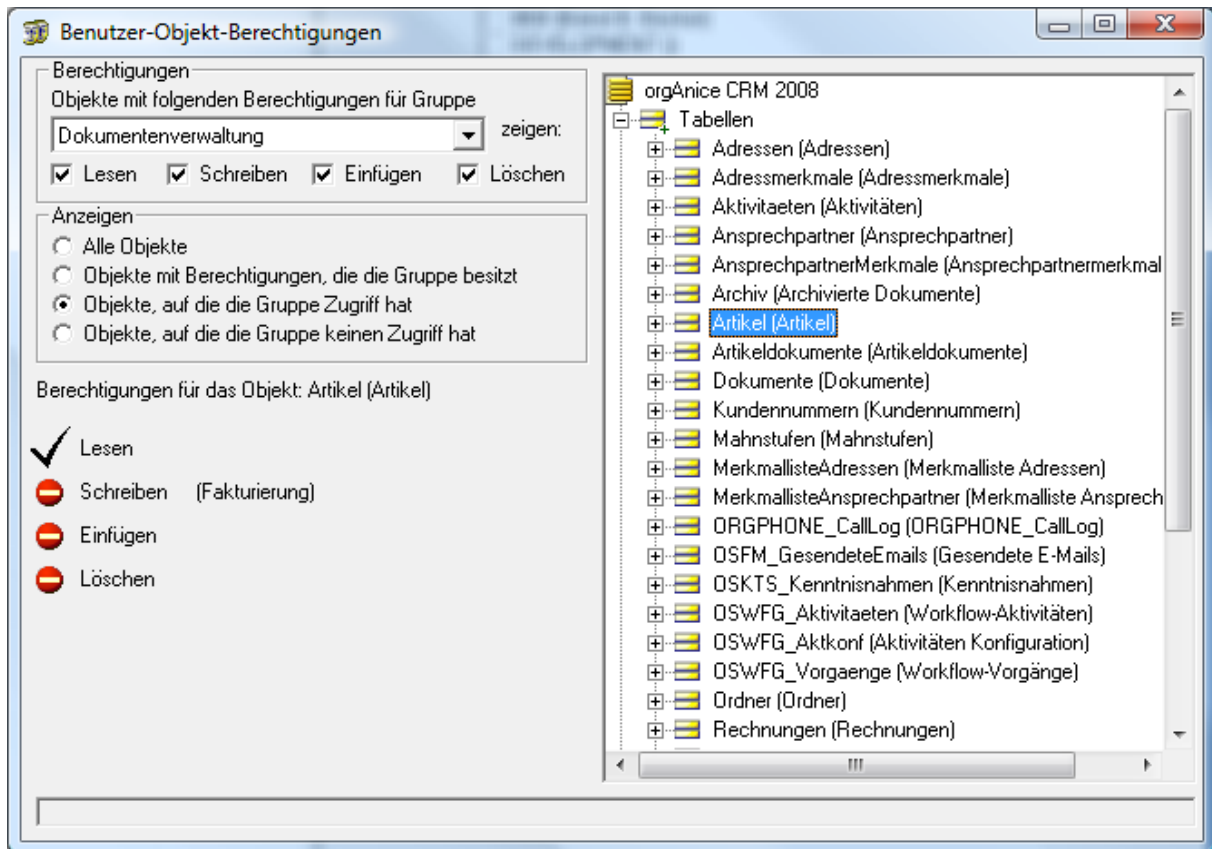 Benutzer-Objekt-Berechtigungen
Berechtigungen
Objekte mit folgenden Berechtigungen für Gruppe
Dokumentenverwaltung zeigen:
Lesen Schreiben Einfügen Löschen
Anzeigen
Alle Objekte
Objekte mit Berechtigungen, die die Gruppe besitzt
Objekte, auf die die Gruppe Zugriff hat
Objekte, auf die die Gruppe keinen Zugriff hat
Berechtigungen für das Objekt: Artikel (Artikel)
Lesen
Schreiben (Fakturierung)
Einfügen
Löschen
orgAnice CRM 2008
Tabellen
Adressen (Adressen)
Adressmerkmale (Adressmerkmale)
Aktivitaeten (Aktivitäten)
Ansprechpartner (Ansprechpartner)
AnsprechpartnerMerkmale (Ansprechpartnermerkmal
Archiv (Archivierte Dokumente)
Artikel (Artikel)
Artikeldokumente (Artikeldokumente)
Dokumente (Dokumente)
Kundennummern (Kundennummern)
Mahnstufen (Mahnstufen)
MerkmallisteAdressen (Merkmalliste Adressen)
MerkmallisteAnsprechpartner (Merkmalliste Ansprech
ORGPHONE_CallLog (ORGPHONE_CallLog)
OSFM_GesendeteEmails (Gesendete E-Mails)
OSKTS_Kenntnisnahmen (Kenntnisnahmen)
OSWFG_Aktivitaeten (Workflow-Aktivitäten)
OSWFG_Aktkonf (Aktivitäten Konfiguration)
OSWFG_Vorgaenge (Workflow-Vorgänge)
Ordner (Ordner)
Rechnungen (Rechnungen)